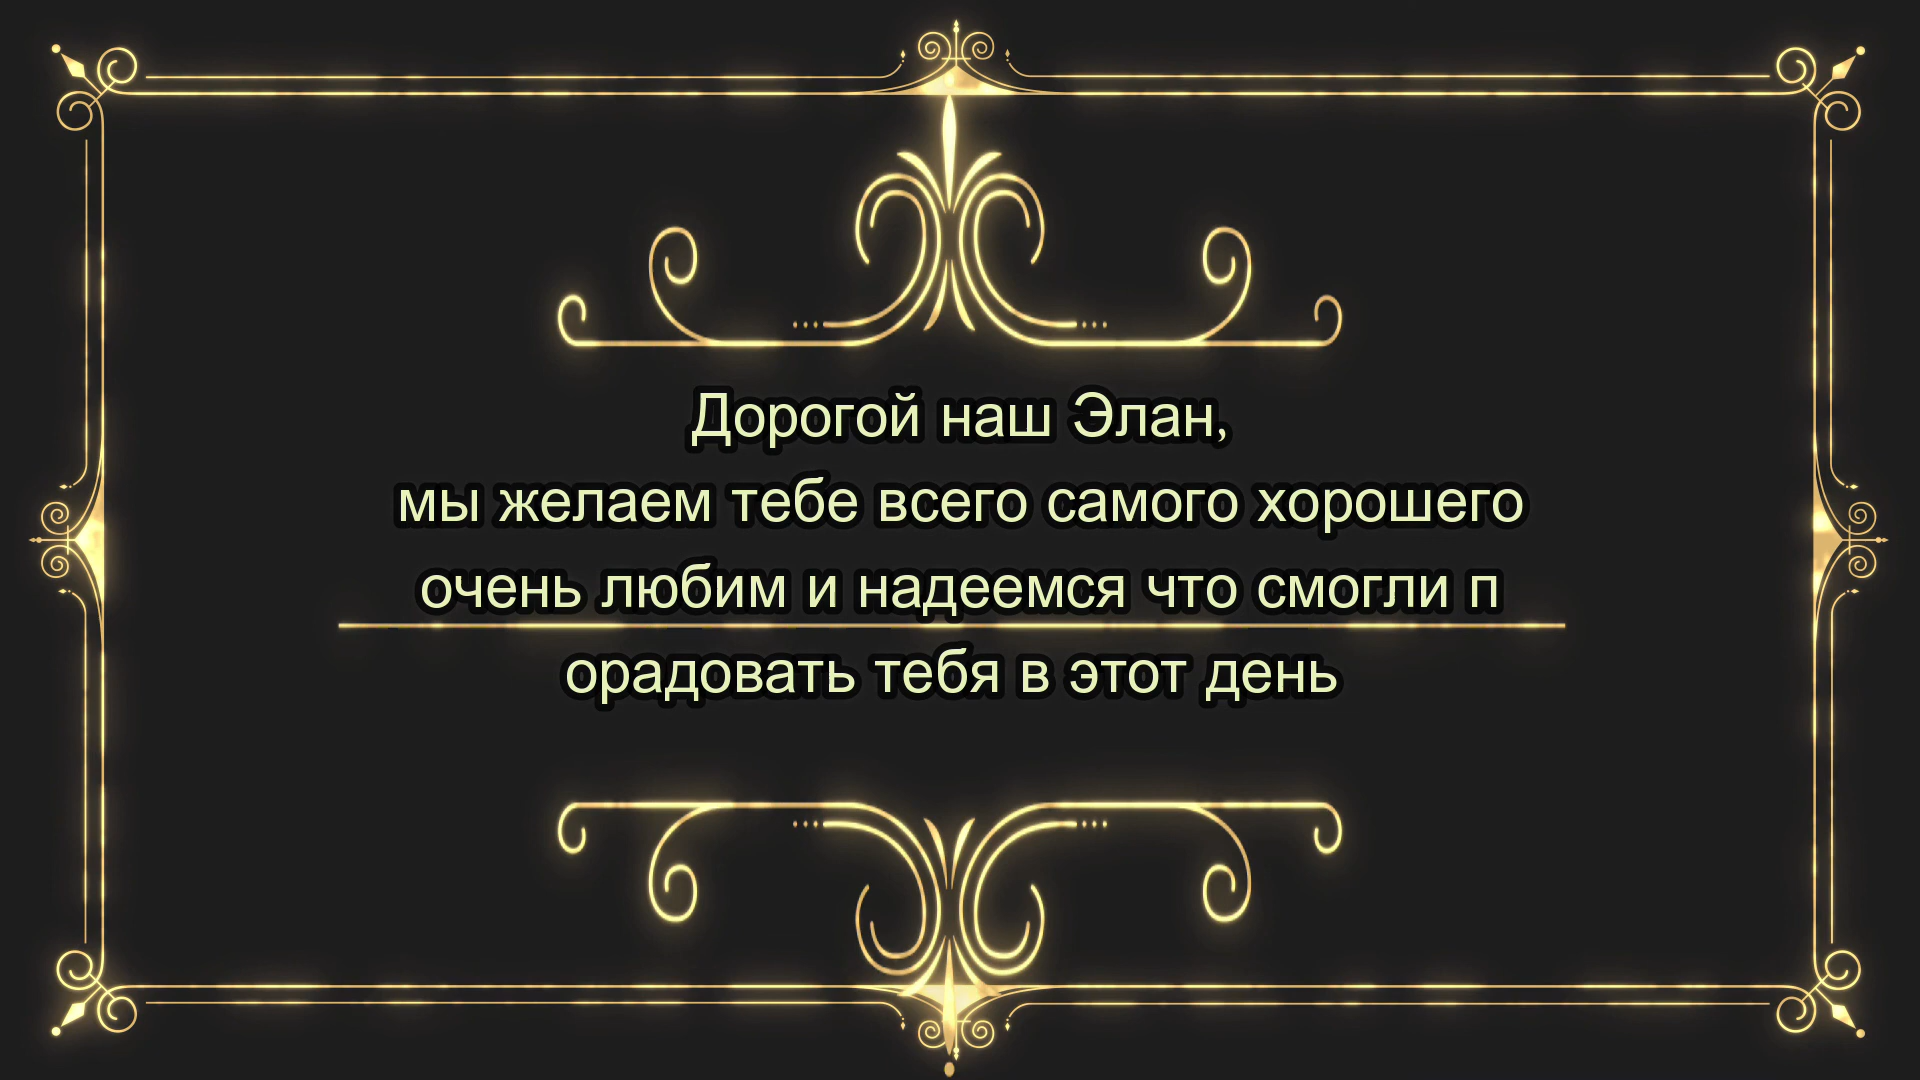 Дорогой наш Элан,
мы желаем тебе всего самого хорошего
очень любим и надеемся что смогли п
орадовать тебя в этот день